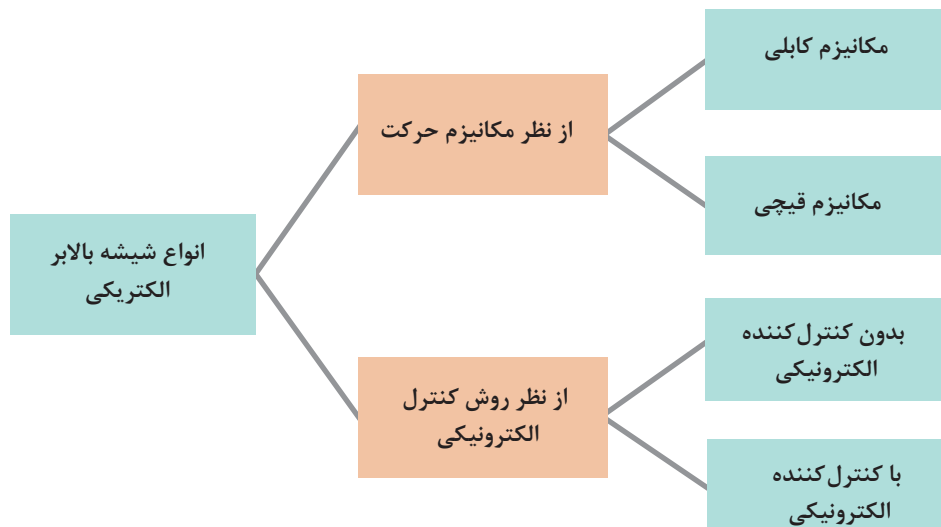 انواع شیشه بالابر
الکتریکی
از نظر مکانیزم حرکت
مکانیزم کابلی
مکانیزم قیچی
از نظر روش کنترل
الکترونیکی
بدون کنترل‌کننده
الکترونیکی
با کنترل‌کننده
الکترونیکی